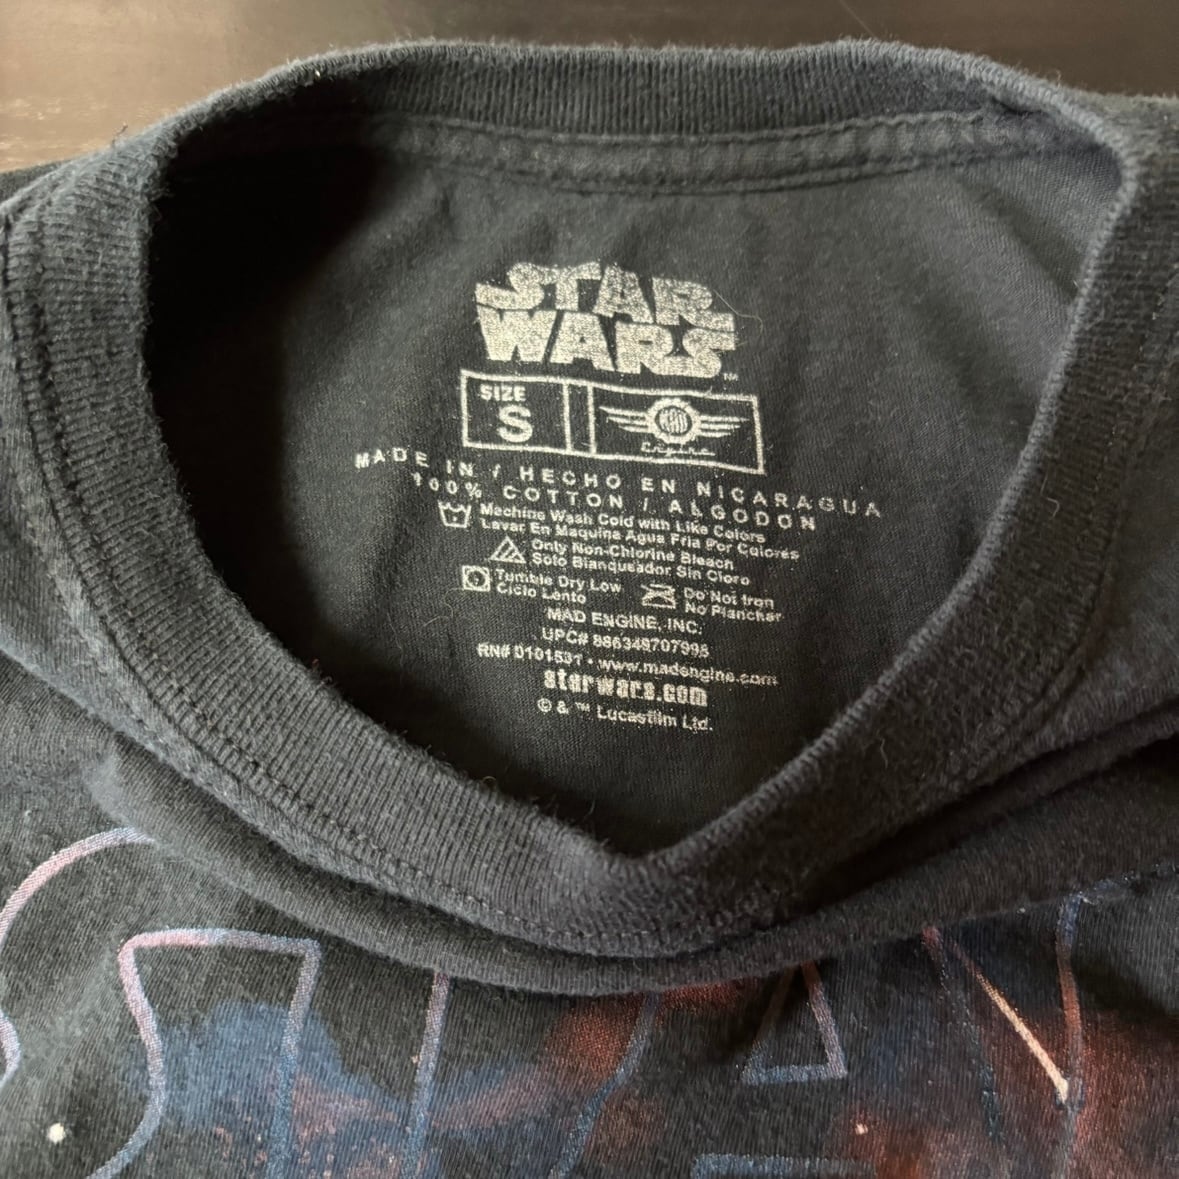 STAR
WARS
TM
SIZE
S
Engine
MADE IN / HECHO EN NICARAGUA
100% COTTON / ALGODON
Machine Wash Cold with Like Colors
Lavar En Maquina Agua Fria Por Colores
Only Non-Chlorine Bleach
Solo Blanqueador Sin Cloro
Tumble Dry Low
Ciclo Lento
Do Not Iron
No Planchar
MAD ENGINE, INC.
UPC# 886348707998
RN# 0101531 • www.madengine.com
starwars.com
© & ™ Lucasfilm Ltd.